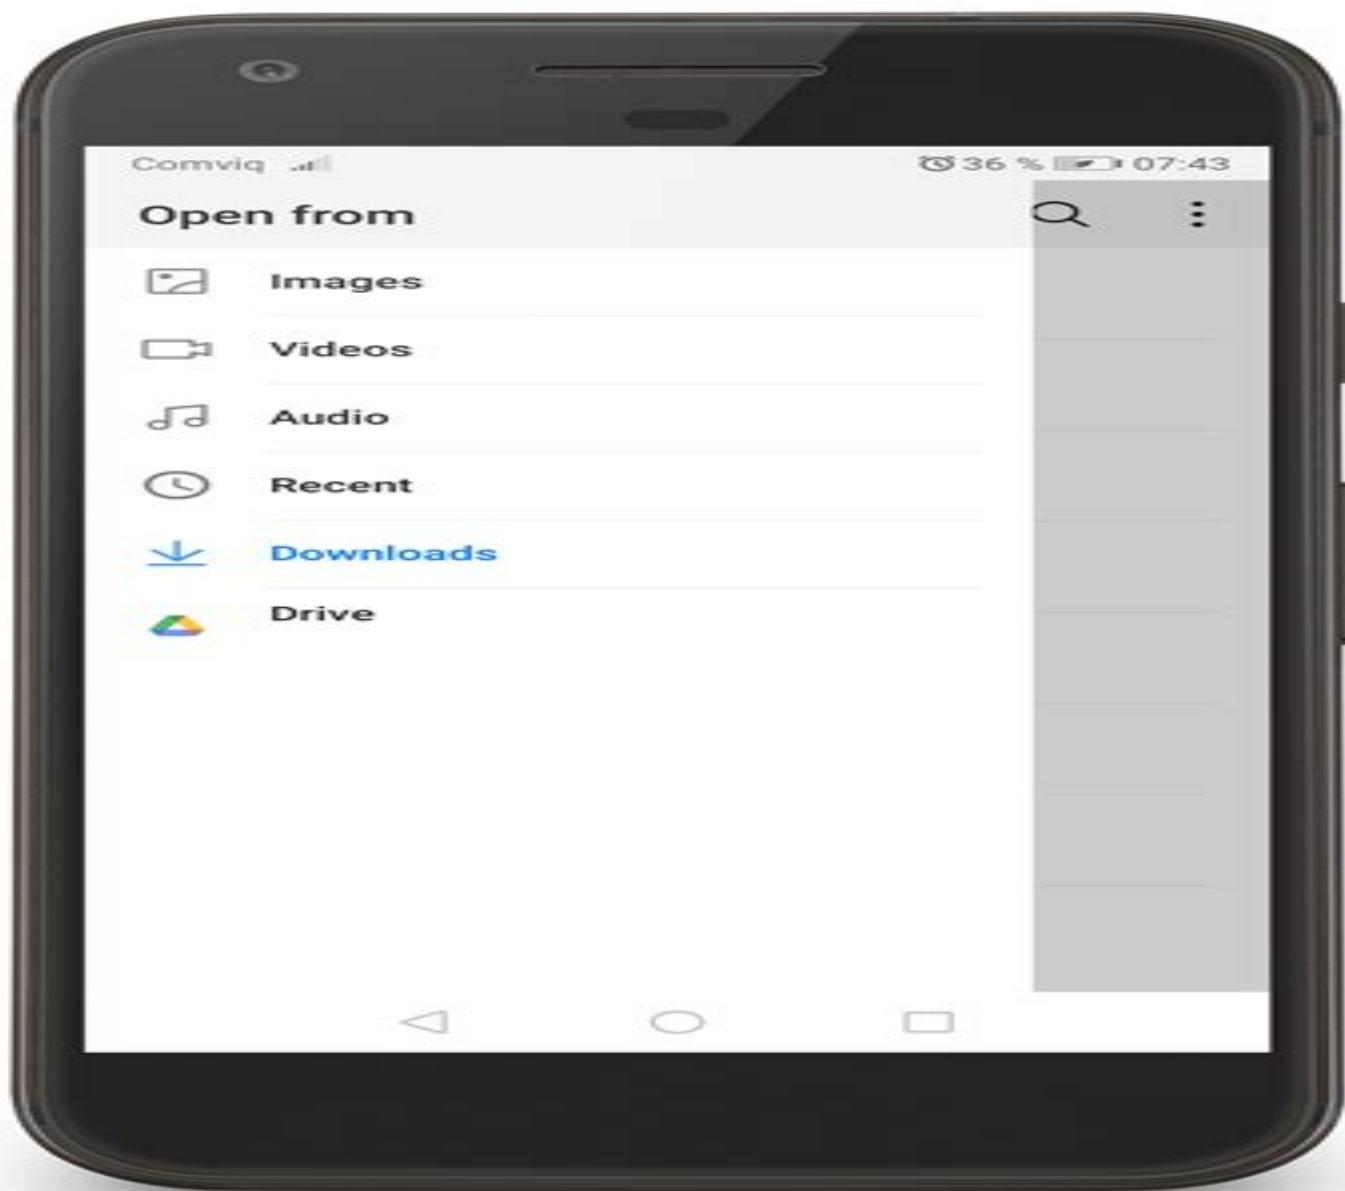 Comviq 36 % 07:43
Open from
Images
Videos
Audio
Recent
Downloads
Drive